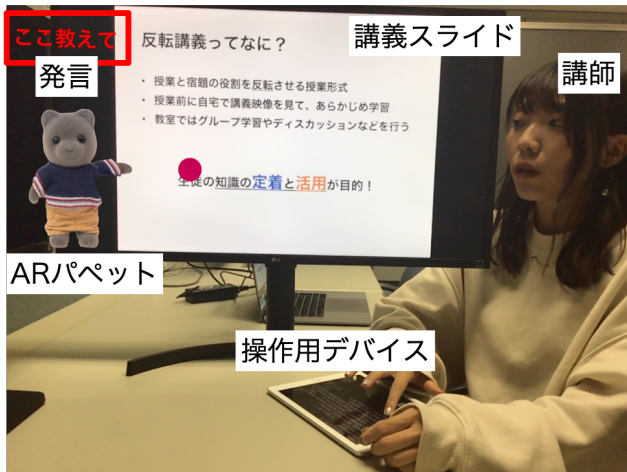 ここ教えて
発言
反転講義ってなに？
講義スライド
講師
・ 授業と宿題の役割を反転させる授業形式
・ 授業前に自宅で講義映像を見て、あらかじめ学習
・ 教室ではグループ学習やディスカッションなどを行う
生徒の知識の定着と活用が目的！
ARパペット
LG
操作用デバイス